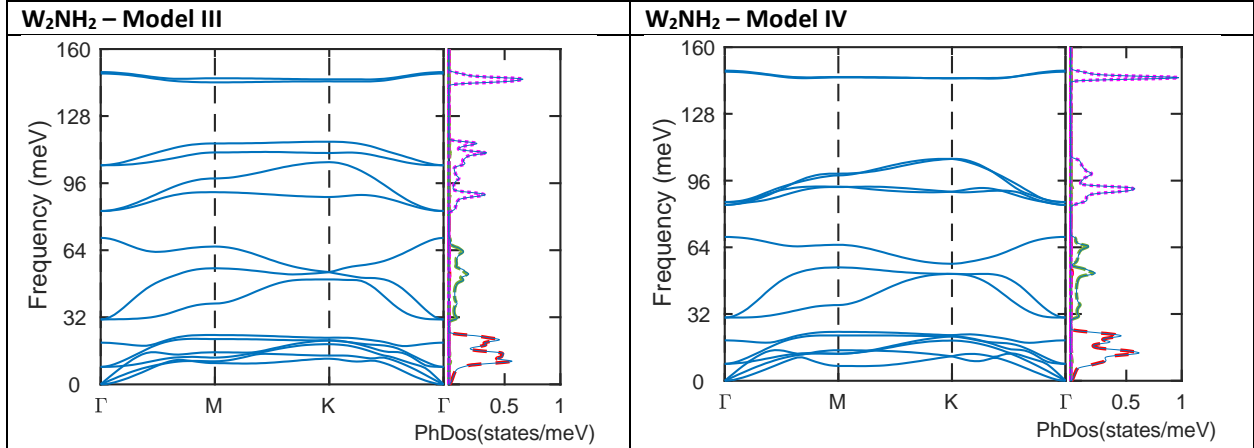 W₂NH₂ – Model III
W₂NH₂ – Model IV
160
128
96
64
32
0
Frequency (meV)
Γ
M
K
Γ
0.5
1
PhDos(states/meV)
160
128
96
64
32
0
Frequency (meV)
Γ
M
K
Γ
0.5
1
PhDos(states/meV)